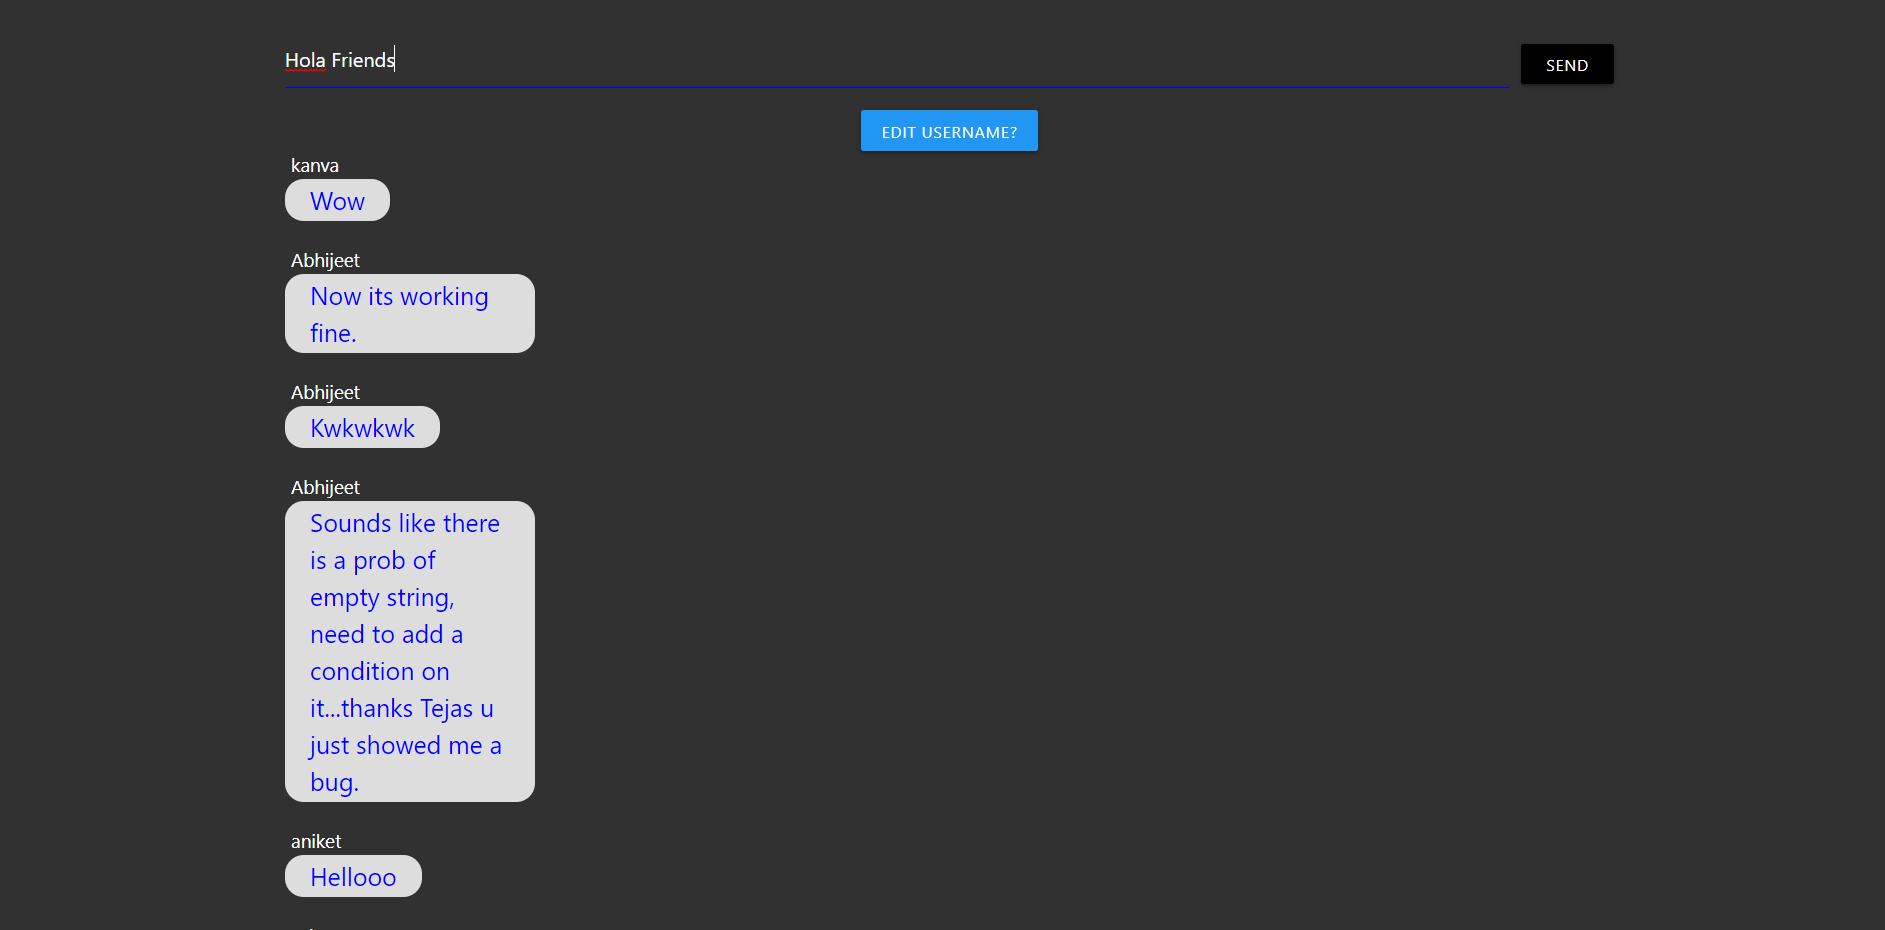 Hola Friends
SEND
EDIT USERNAME?
kanva
Wow
Abhijeet
Now its working
fine.
Abhijeet
Kwkwkwk
Abhijeet
Sounds like there
is a prob of
empty string,
need to add a
condition on
it...thanks Tejas u
just showed me a
bug.
aniket
Hellooo